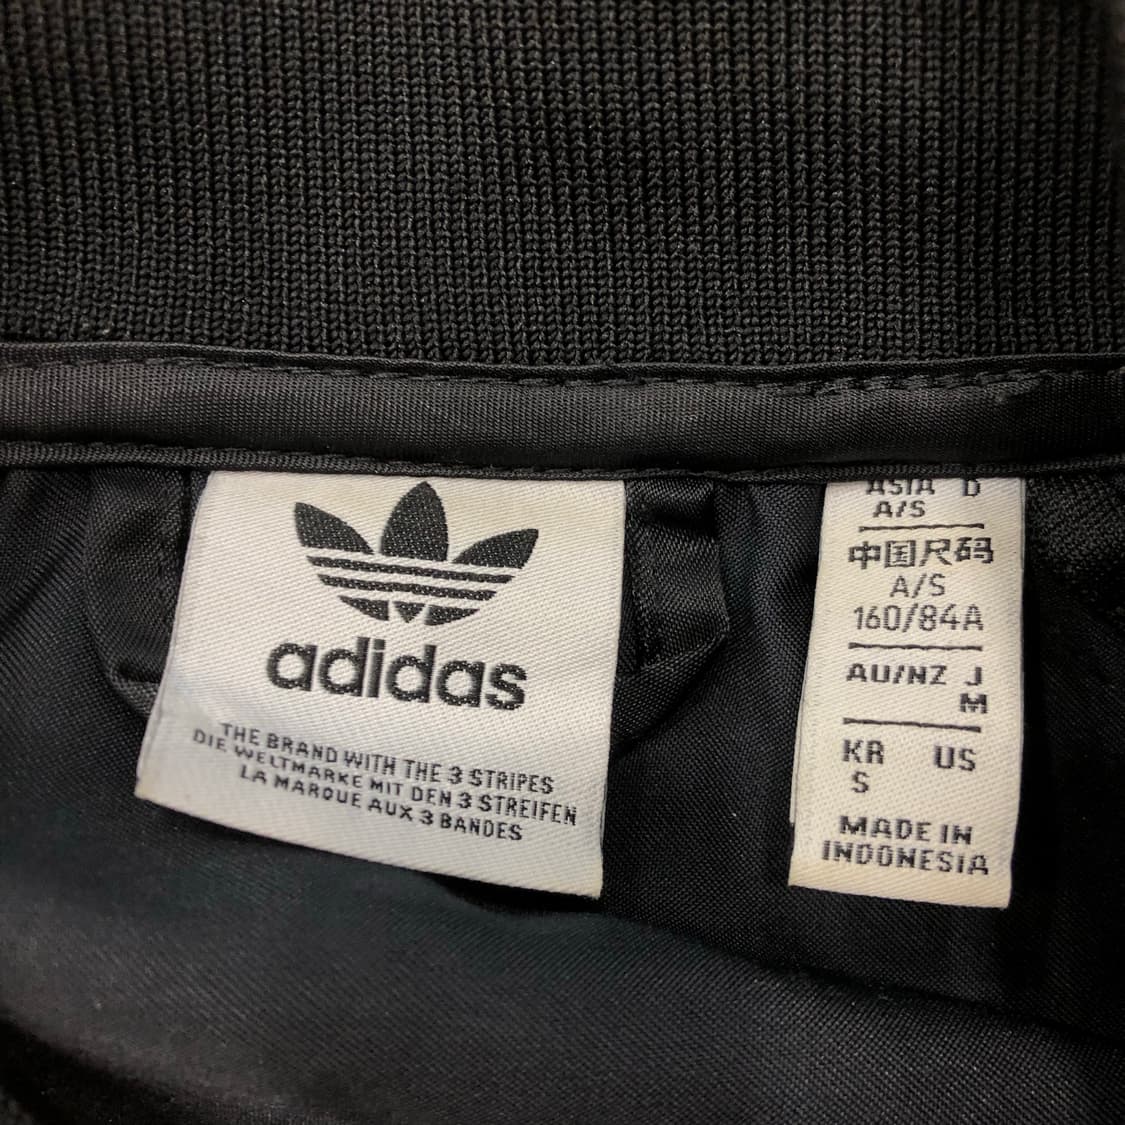 adidas
THE BRAND WITH THE 3 STRIPES
DIE WELTMARKE MIT DEN 3 STREIFEN
LA MARQUE AUX 3 BANDES
ASIA D
A/S
中国尺码
A/S
160/84A
AU/NZ J
M
KR US
S
MADE IN
INDONESIA